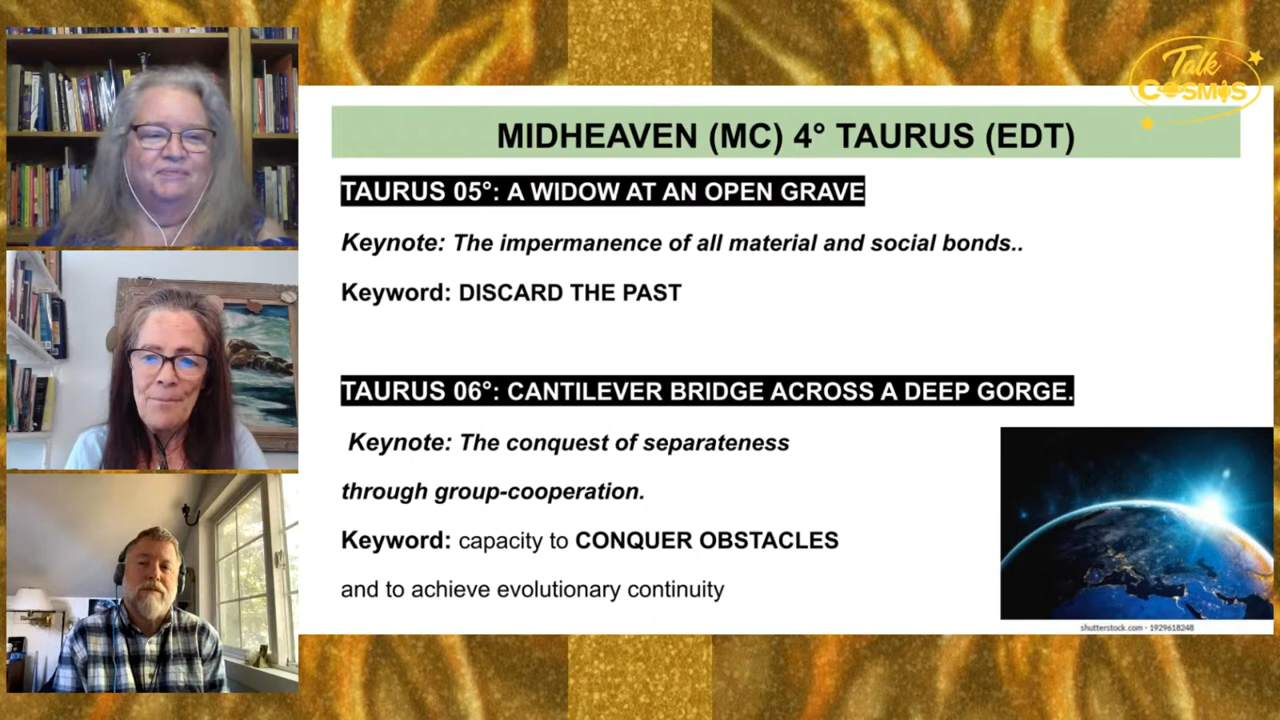 Talk
COSMIS
MIDHEAVEN (MC) 4° TAURUS (EDT)
TAURUS 05°: A WIDOW AT AN OPEN GRAVE
Keynote: The impermanence of all material and social bonds..
Keyword: DISCARD THE PAST
TAURUS 06°: CANTILEVER BRIDGE ACROSS A DEEP GORGE.
Keynote: The conquest of separateness
through group-cooperation.
Keyword: capacity to CONQUER OBSTACLES
and to achieve evolutionary continuity
shutterstock.com · 1929618248